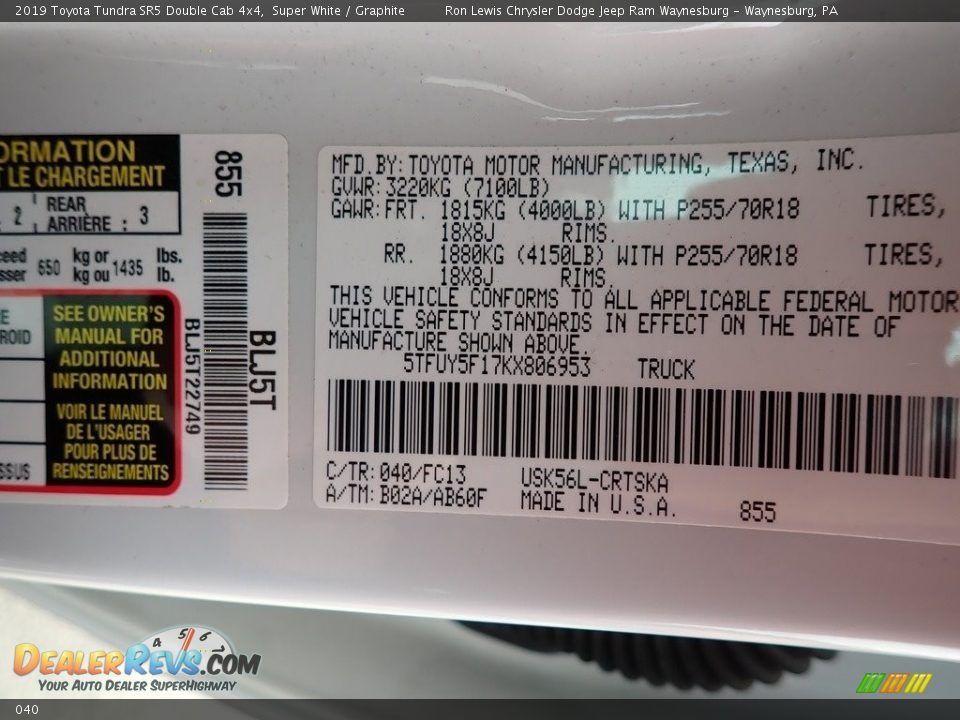 2019 Toyota Tundra SR5 Double Cab 4x4, Super White / Graphite
Ron Lewis Chrysler Dodge Jeep Ram Waynesburg - Waynesburg, PA
ORMATION
T LE CHARGEMENT
2 REAR ARRIÈRE : 3
kg or lbs.
650 kg ou 1435 lb.
SEE OWNER'S
MANUAL FOR
ADDITIONAL
INFORMATION
VOIR LE MANUEL
DE L'USAGER
POUR PLUS DE
RENSEIGNEMENTS
855
BLJ5T22749
BLJ5T
MFD.BY:TOYOTA MOTOR MANUFACTURING, TEXAS, INC.
GVWR:3220KG (7100LB)
GAWR:FRT. 1815KG (4000LB) WITH P255/70R18 TIRES,
18X8J RIMS.
RR. 1880KG (4150LB) WITH P255/70R18 TIRES,
18X8J RIMS.
THIS VEHICLE CONFORMS TO ALL APPLICABLE FEDERAL MOTOR
VEHICLE SAFETY STANDARDS IN EFFECT ON THE DATE OF
MANUFACTURE SHOWN ABOVE.
5TFUY5F17KX806953 TRUCK
C/TR:040/FC13 USK56L-CRTSKA
A/TM:B02A/AB60F MADE IN U.S.A. 855
4 5 6
DEALERREVS.COM
YOUR AUTO DEALER SUPERHIGHWAY
040